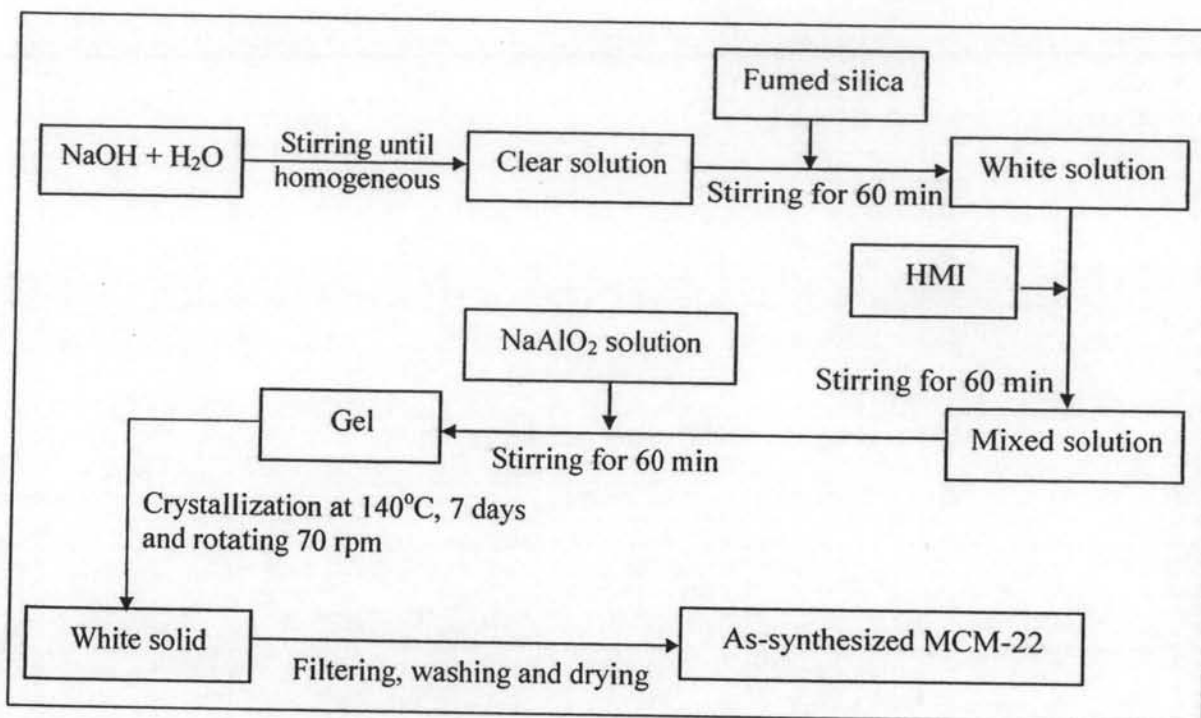 Fumed silica
NaOH + H₂O
Stirring until
homogeneous
Clear solution
Stirring for 60 min
White solution
HMI
NaAlO₂ solution
Stirring for 60 min
Gel
Stirring for 60 min
Mixed solution
Crystallization at 140°C, 7 days
and rotating 70 rpm
White solid
Filtering, washing and drying
As-synthesized MCM-22